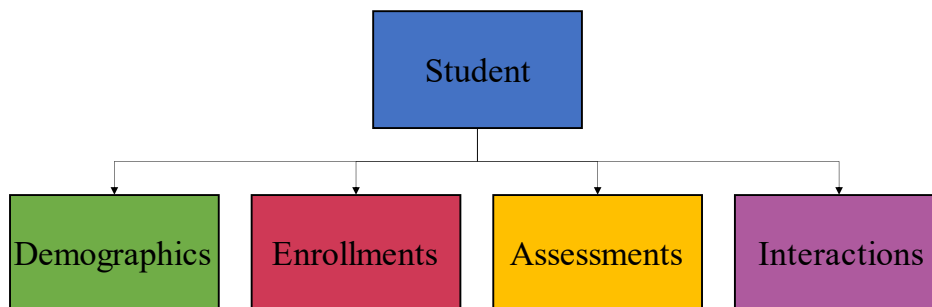 Student
Demographics
Enrollments
Assessments
Interactions